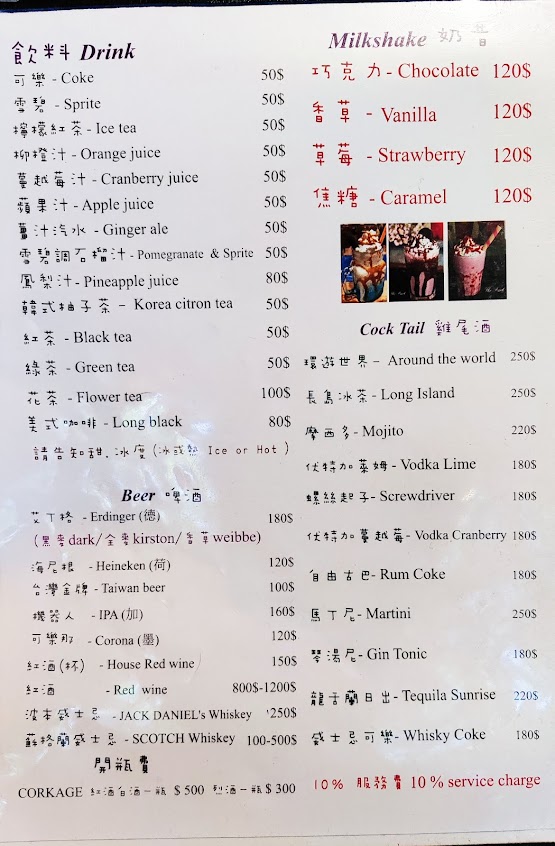 飲料 Drink
可樂 - Coke 50$
雪碧 - Sprite 50$
檸檬紅茶 - Ice tea 50$
柳橙汁 - Orange juice 50$
蔓越莓汁 - Cranberry juice 50$
蘋果汁 - Apple juice 50$
薑汁汽水 - Ginger ale 50$
雪碧調石榴汁 - Pomegranate & Sprite 50$
鳳梨汁 - Pineapple juice 80$
韓式柚子茶 - Korea citron tea 50$
紅茶 - Black tea 50$
綠茶 - Green tea 50$
花茶 - Flower tea 100$
美式咖啡 - Long black 80$
請告知甜.冰度(冰或熱 Ice or Hot )
Beer 啤酒
艾丁格 - Erdinger (德) 180$
(黑麥dark/全麥kirston/香草weibbe)
海尼根 - Heineken (荷) 120$
台灣金牌 - Taiwan beer 100$
機器人 - IPA (加) 160$
可樂那 - Corona (墨) 120$
紅酒(杯) - House Red wine 150$
紅酒 - Red wine 800$-1200$
波本威士忌 - JACK DANIEL's Whiskey 250$
蘇格蘭威士忌 - SCOTCH Whiskey 100-500$
開瓶費
CORKAGE 紅酒白酒一瓶 $ 500 烈酒一瓶 $ 300
Milkshake 奶昔
巧克力 - Chocolate 120$
香草 - Vanilla 120$
草莓 - Strawberry 120$
焦糖 - Caramel 120$
Cock Tail 雞尾酒
環遊世界 - Around the world 250$
長島冰茶 - Long Island 250$
摩西多 - Mojito 220$
伏特加萊姆 - Vodka Lime 180$
螺絲起子 - Screwdriver 180$
伏特加蔓越莓 - Vodka Cranberry 180$
自由古巴 - Rum Coke 180$
馬丁尼 - Martini 250$
琴湯尼 - Gin Tonic 180$
龍舌蘭日出 - Tequila Sunrise 220$
威士忌可樂 - Whisky Coke 180$
10% 服務費 10 % service charge